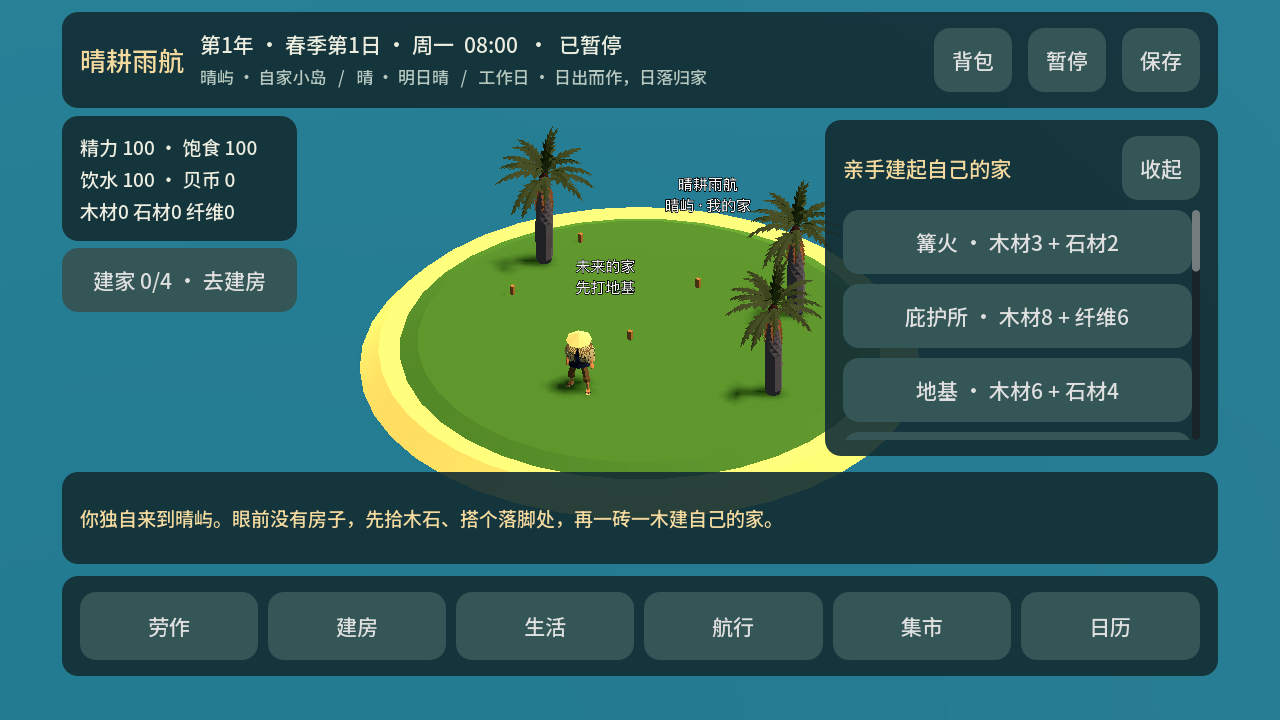 晴耕雨航
第1年 · 春季第1日 · 周一 08:00 · 已暂停
晴屿 · 自家小岛 / 晴 · 明日晴 / 工作日 · 日出而作，日落归家
背包
暂停
保存
精力 100 · 饱食 100
饮水 100 · 贝币 0
木材0 石材0 纤维0
建家 0/4 · 去建房
晴耕雨航
晴屿 · 我的家
未来的家
先打地基
亲手建起自己的家
收起
篝火 · 木材3 + 石材2
庇护所 · 木材8 + 纤维6
地基 · 木材6 + 石材4
你独自来到晴屿。眼前没有房子，先拾木石、搭个落脚处，再一砖一木建自己的家。
劳作
建房
生活
航行
集市
日历